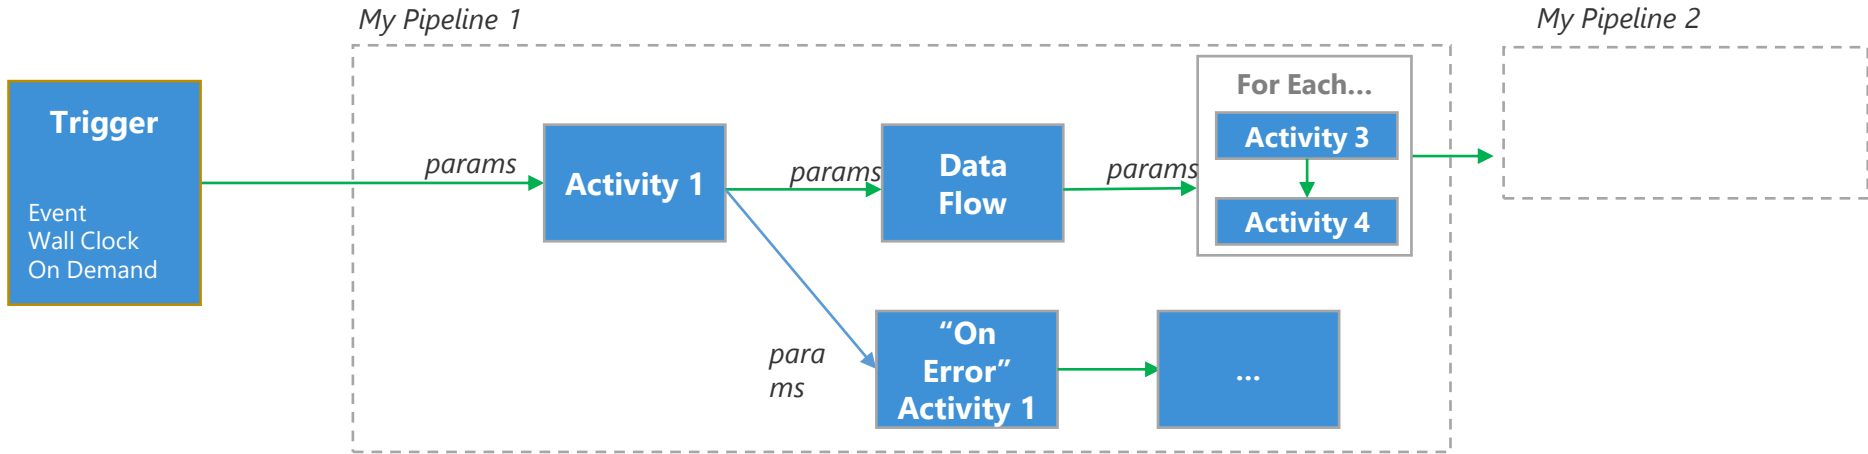 My Pipeline 1
My Pipeline 2
Trigger
Event
Wall Clock
On Demand
params
Activity 1
params
Data
Flow
params
For Each...
Activity 3
Activity 4
para
ms
“On
Error”
Activity 1
...